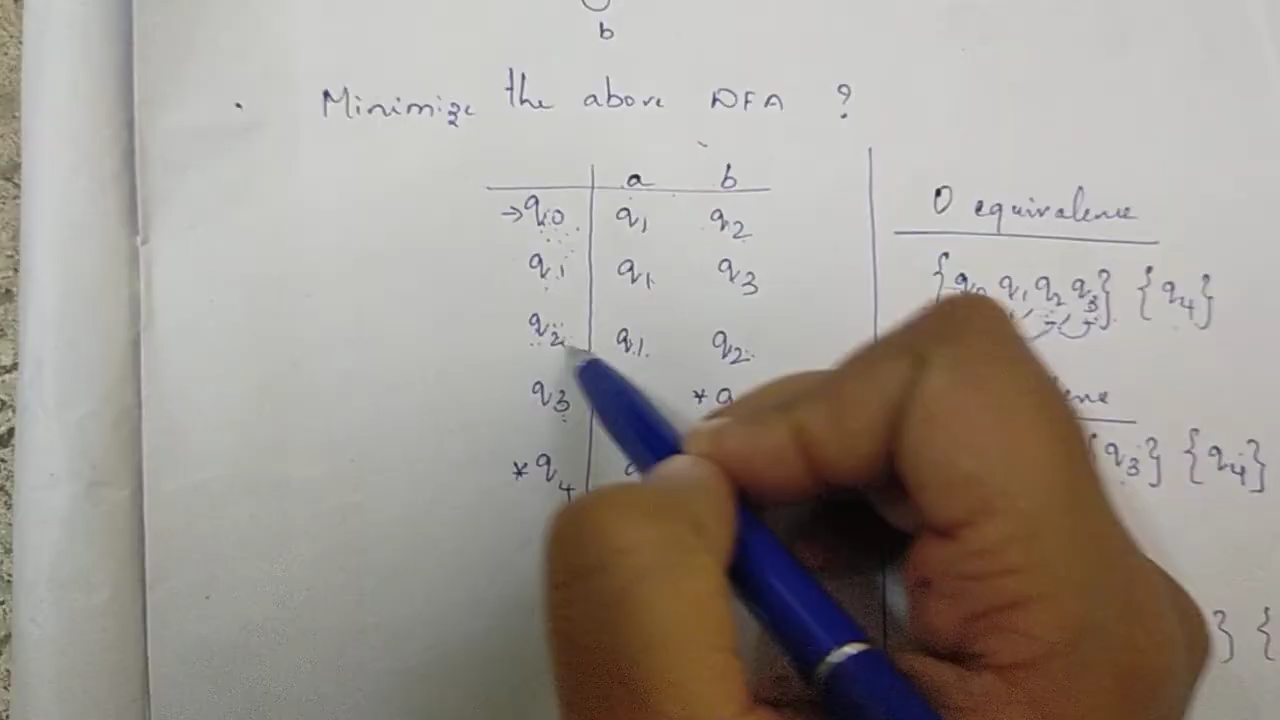 b
. Minimize the above DFA ?
a b
→q0 q1 q2
q1 q1 q3
q2 q1 q2
q3 *q
*q4
0 equivalence
{q0 q1 q2 q3} {q4}
{q3} {q4}
} {